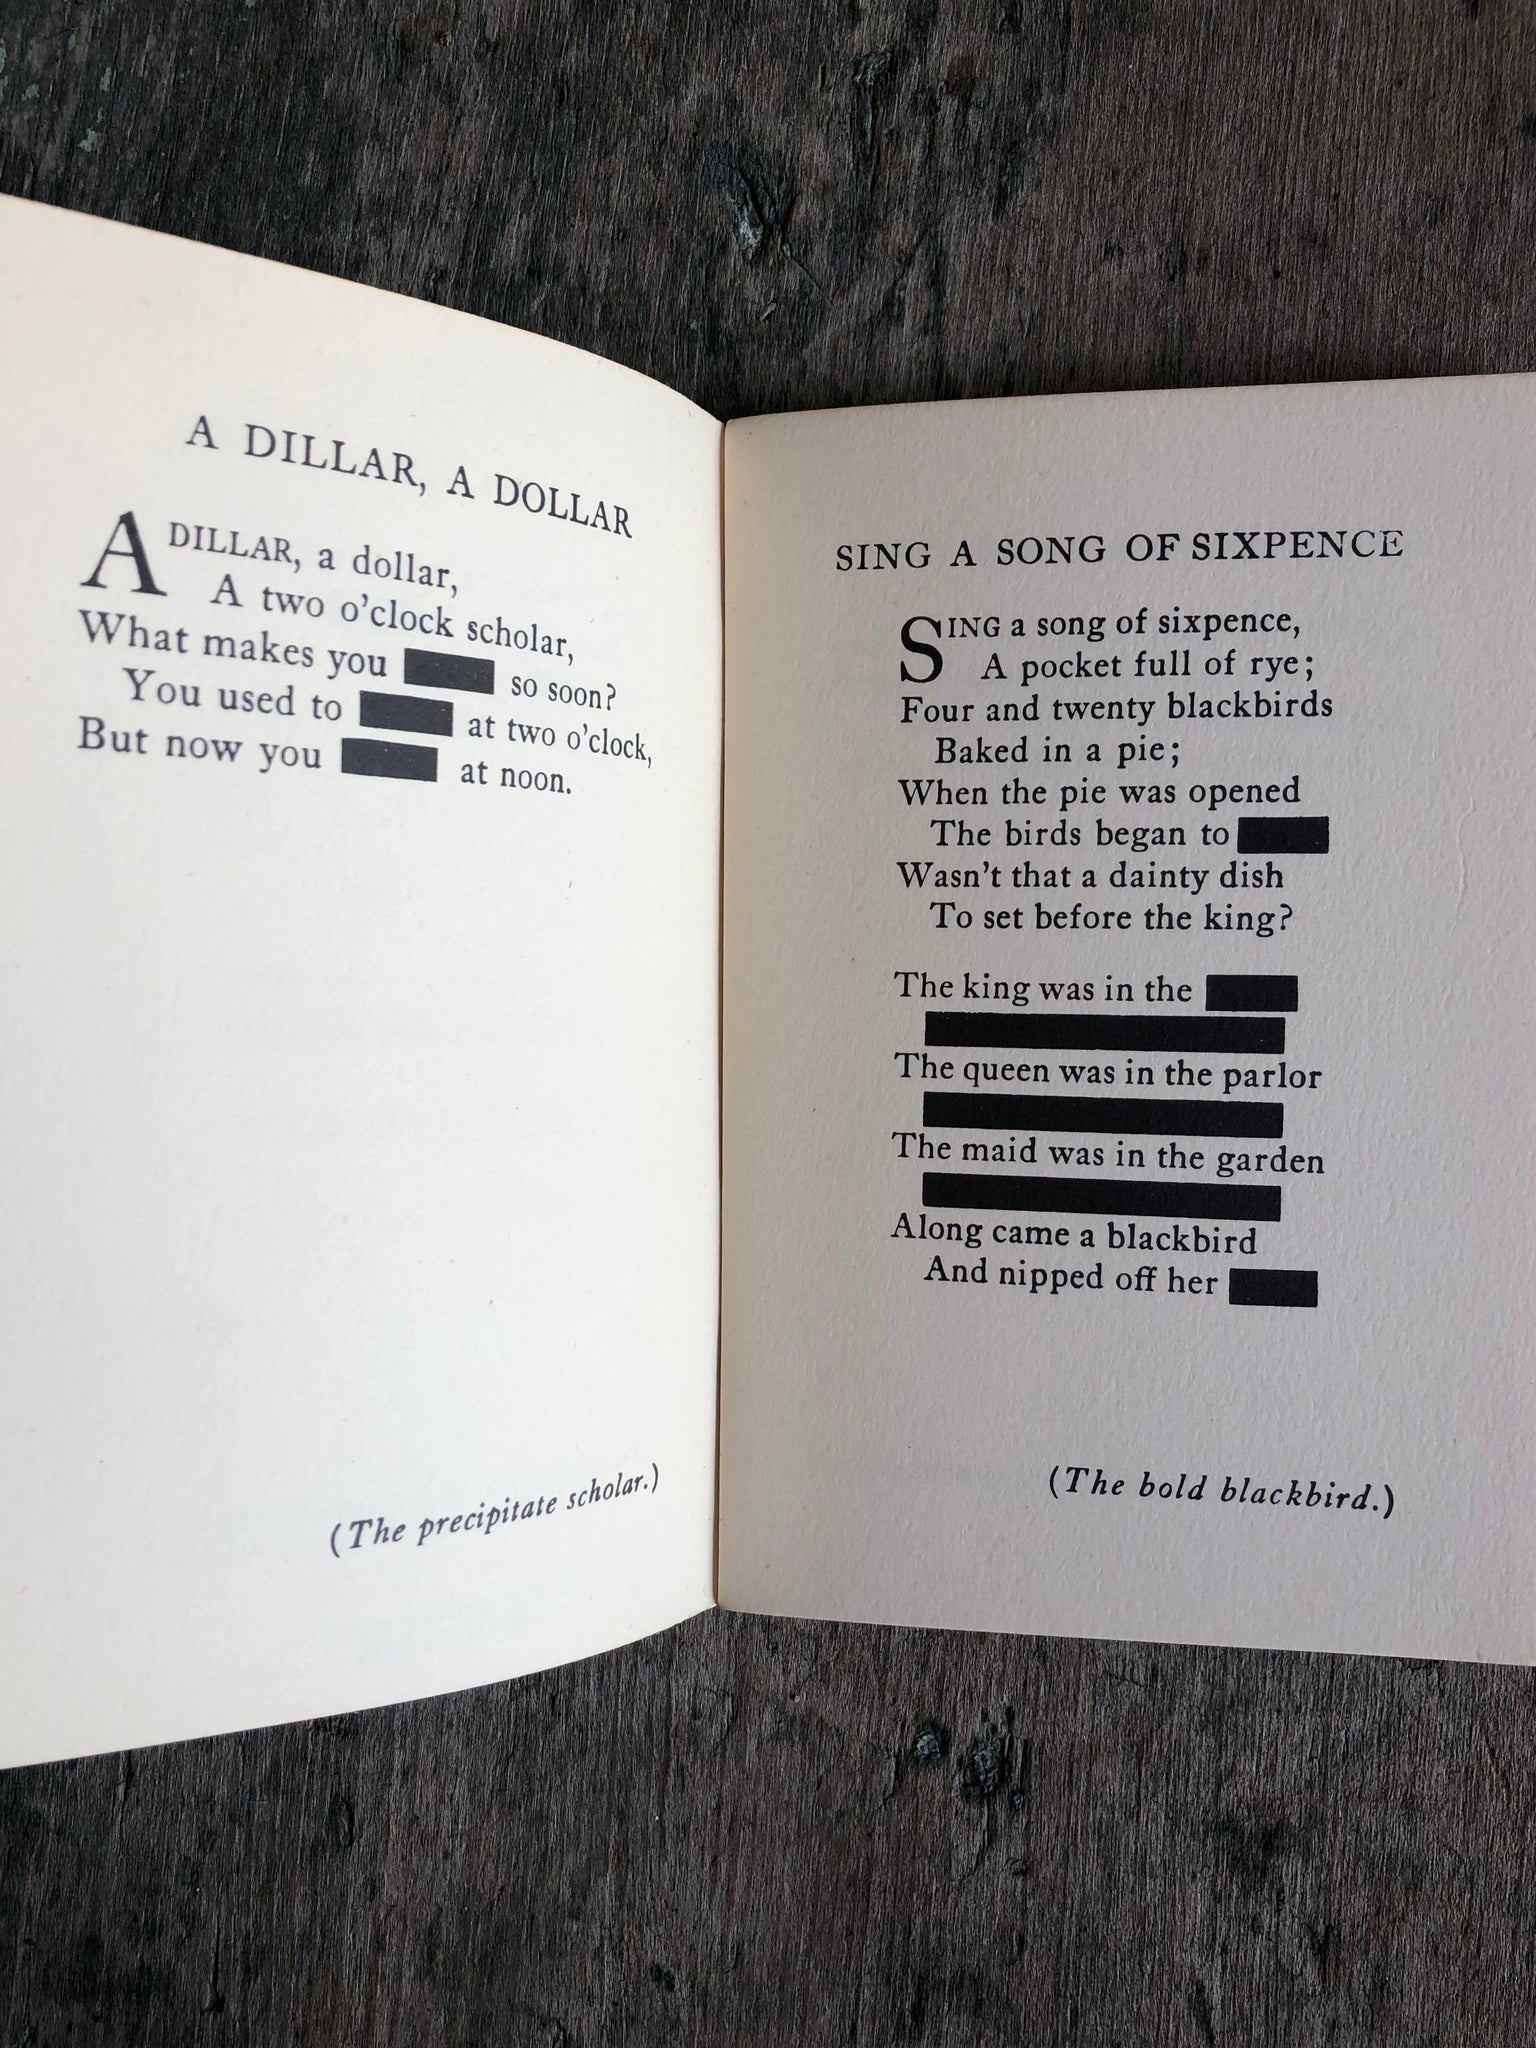 A DILLAR, A DOLLAR
A DILLAR, a dollar,
A two o'clock scholar,
What makes you so soon?
You used to at two o'clock,
But now you at noon.
(The precipitate scholar.)
SING A SONG OF SIXPENCE
SING a song of sixpence,
A pocket full of rye;
Four and twenty blackbirds
Baked in a pie;
When the pie was opened
The birds began to
Wasn't that a dainty dish
To set before the king?
The king was in the
The queen was in the parlor
The maid was in the garden
Along came a blackbird
And nipped off her
(The bold blackbird.)